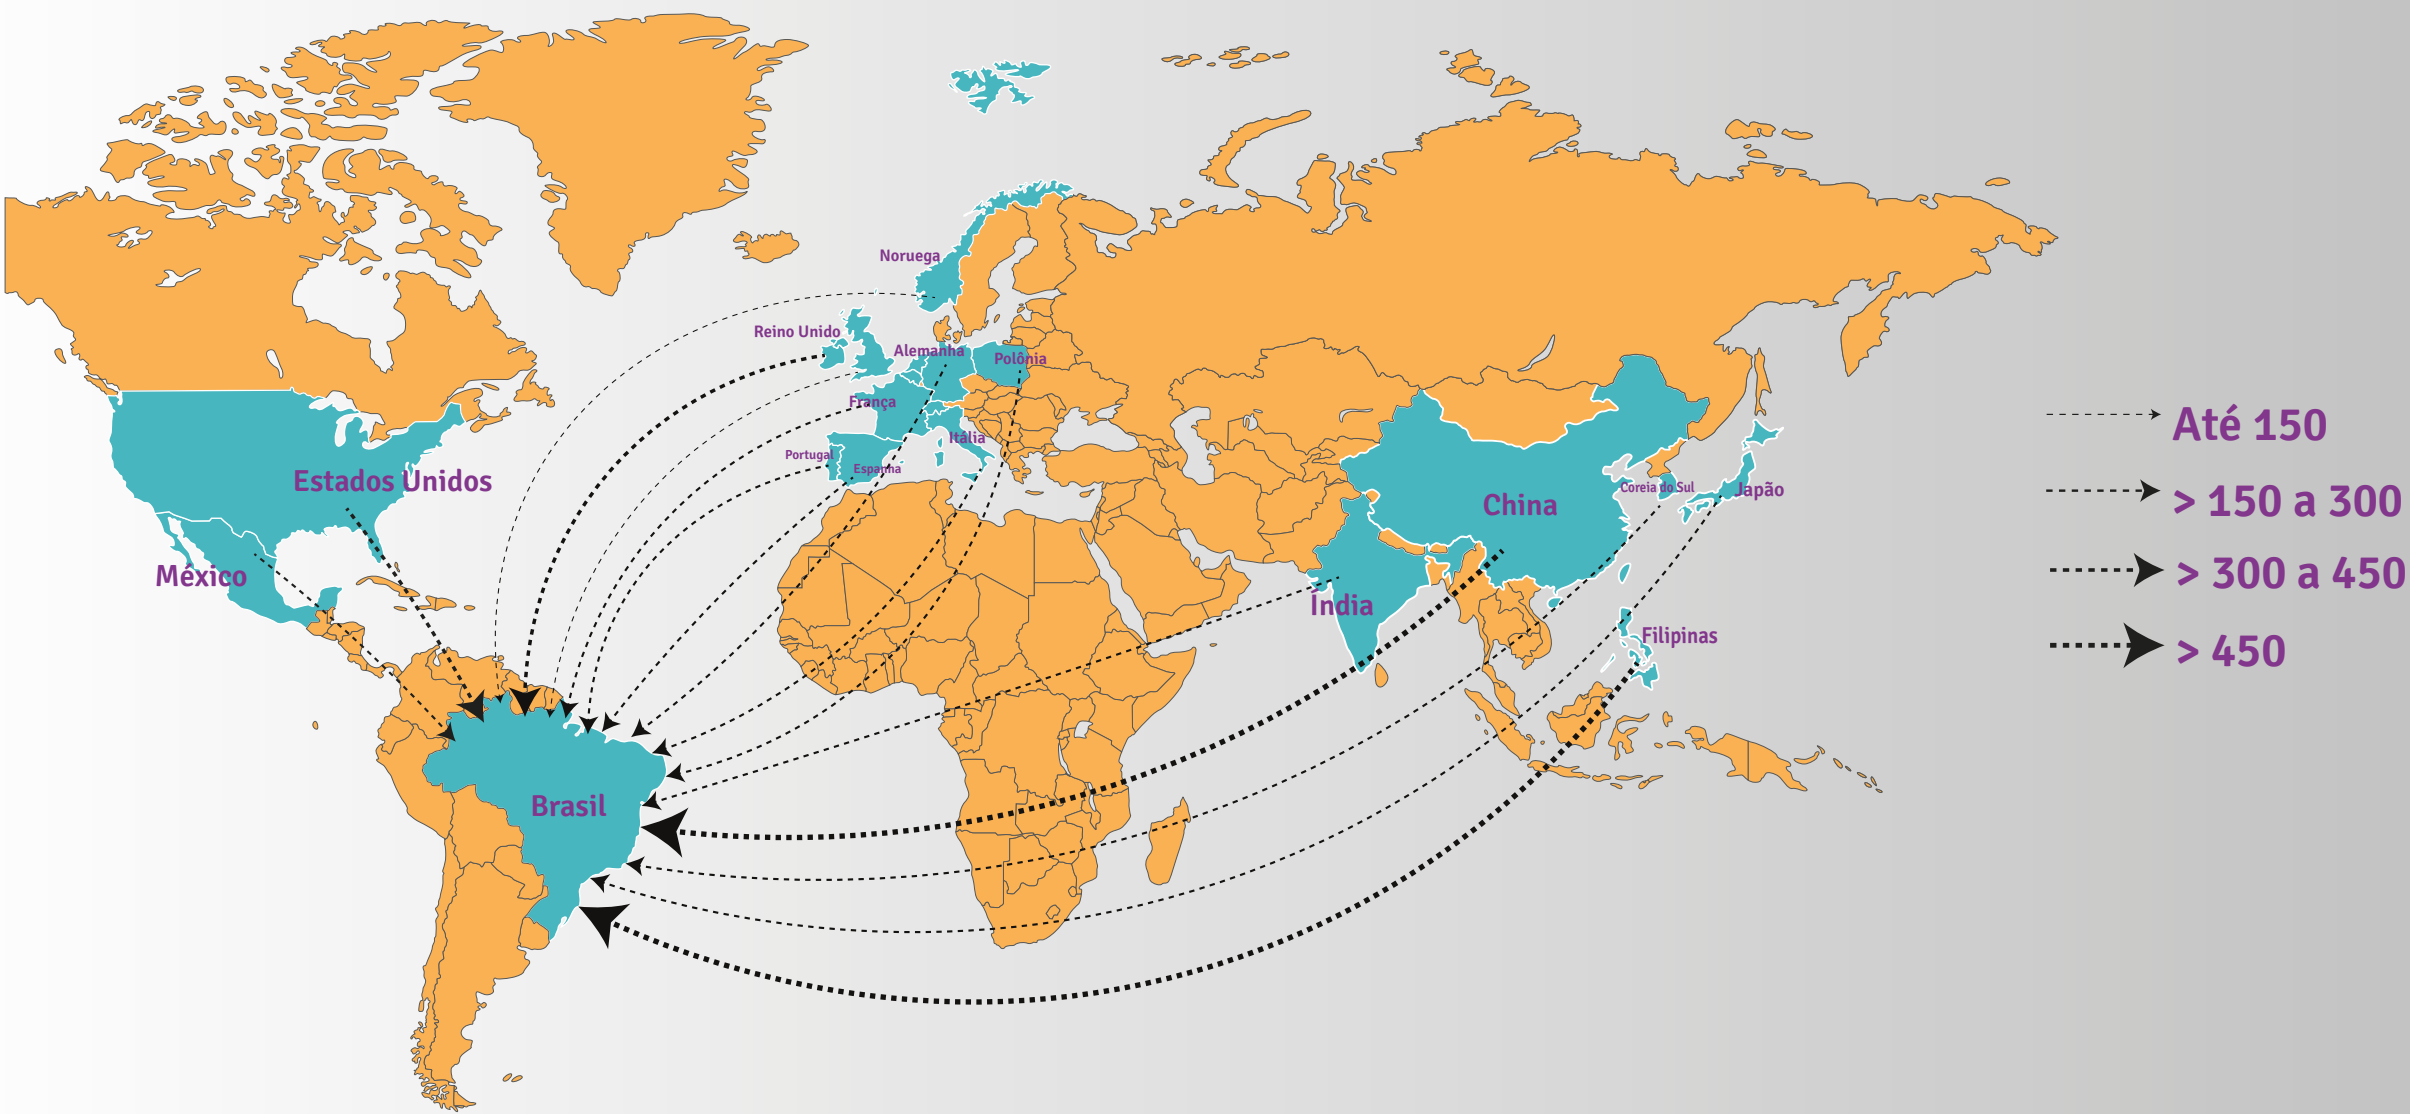 Noruega
Reino Unido
Alemanha
Polônia
França
Itália
Portugal
Espanha
Estados Unidos
México
China
Coreia do Sul
Japão
Índia
Filipinas
Brasil
Até 150
> 150 a 300
> 300 a 450
> 450